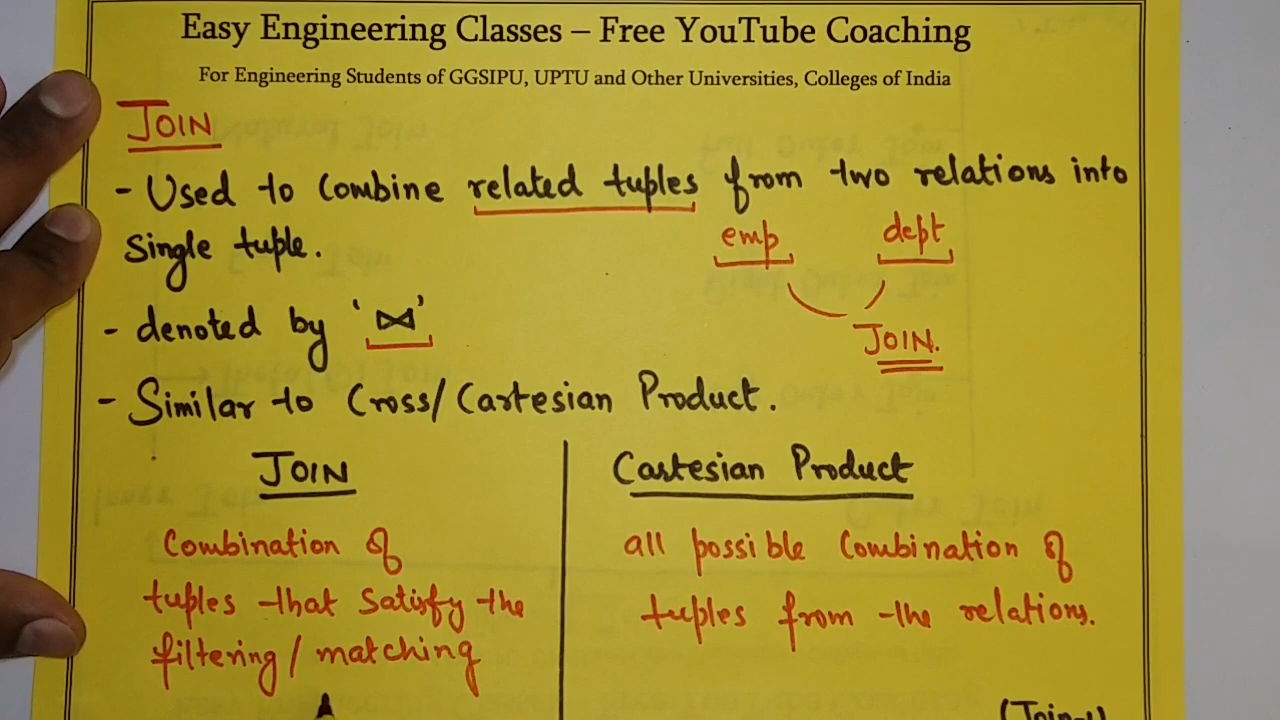 Easy Engineering Classes – Free YouTube Coaching
For Engineering Students of GGSIPU, UPTU and Other Universities, Colleges of India
JOIN
- Used to combine related tuples from two relations into
single tuple.
emp dept
- denoted by '⋈'
JOIN.
- Similar to Cross/Cartesian Product.
JOIN
Combination of
tuples that satisfy the
filtering/matching
Cartesian Product
all possible combination of
tuples from the relations.
(Join-1)